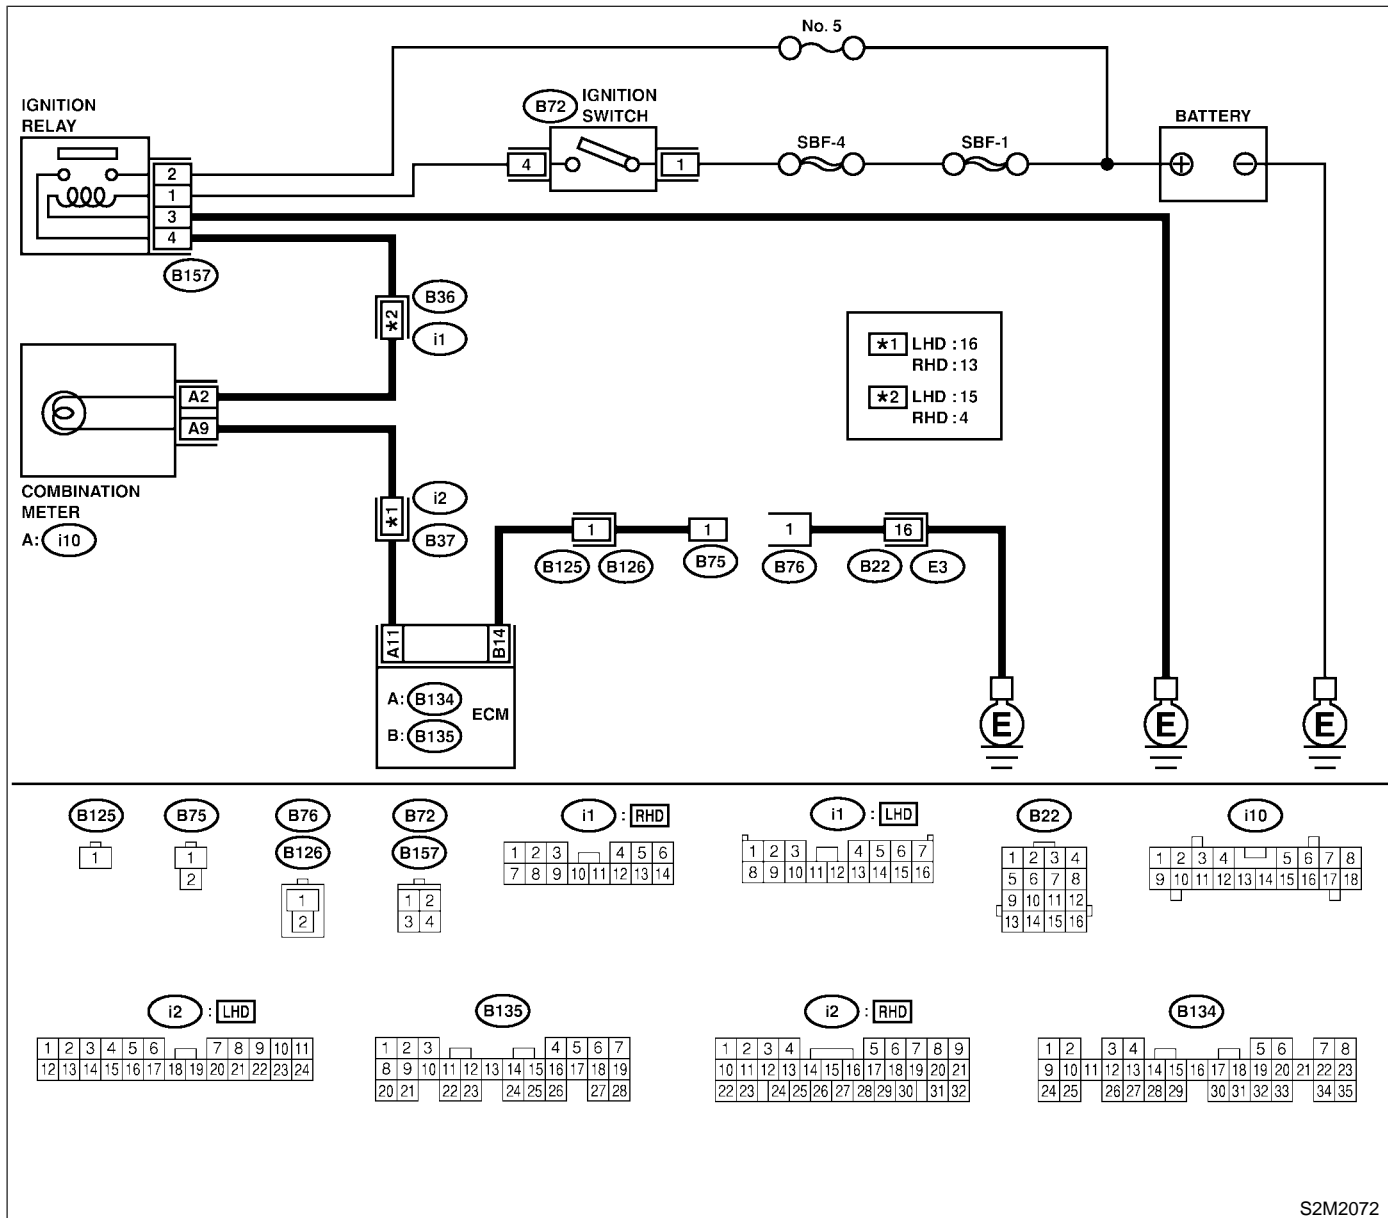 No. 5
IGNITION
RELAY
B72
IGNITION
SWITCH
SBF-4
SBF-1
BATTERY
2
1
3
4
4
1
B157
B36
*2
i1
*1 LHD : 16
RHD : 13
*2 LHD : 15
RHD : 4
A2
A9
COMBINATION
METER
A: i10
i2
*1
B37
1
1
1
16
B125
B126
B75
B76
B22
E3
A11
B14
A: B134
ECM
B: B135
E
E
E
B125
1
B75
1
2
B76
B126
1
2
B72
B157
1 2
3 4
i1 : RHD
1 2 3 4 5 6
7 8 9 10 11 12 13 14
i1 : LHD
1 2 3 4 5 6 7
8 9 10 11 12 13 14 15 16
B22
1 2 3 4
5 6 7 8
9 10 11 12
13 14 15 16
i10
1 2 3 4 5 6 7 8
9 10 11 12 13 14 15 16 17 18
i2 : LHD
1 2 3 4 5 6 7 8 9 10 11
12 13 14 15 16 17 18 19 20 21 22 23 24
B135
1 2 3 4 5 6 7
8 9 10 11 12 13 14 15 16 17 18 19
20 21 22 23 24 25 26 27 28
i2 : RHD
1 2 3 4 5 6 7 8 9
10 11 12 13 14 15 16 17 18 19 20 21
22 23 24 25 26 27 28 29 30 31 32
B134
1 2 3 4 5 6 7 8
9 10 11 12 13 14 15 16 17 18 19 20 21 22 23
24 25 26 27 28 29 30 31 32 33 34 35
S2M2072